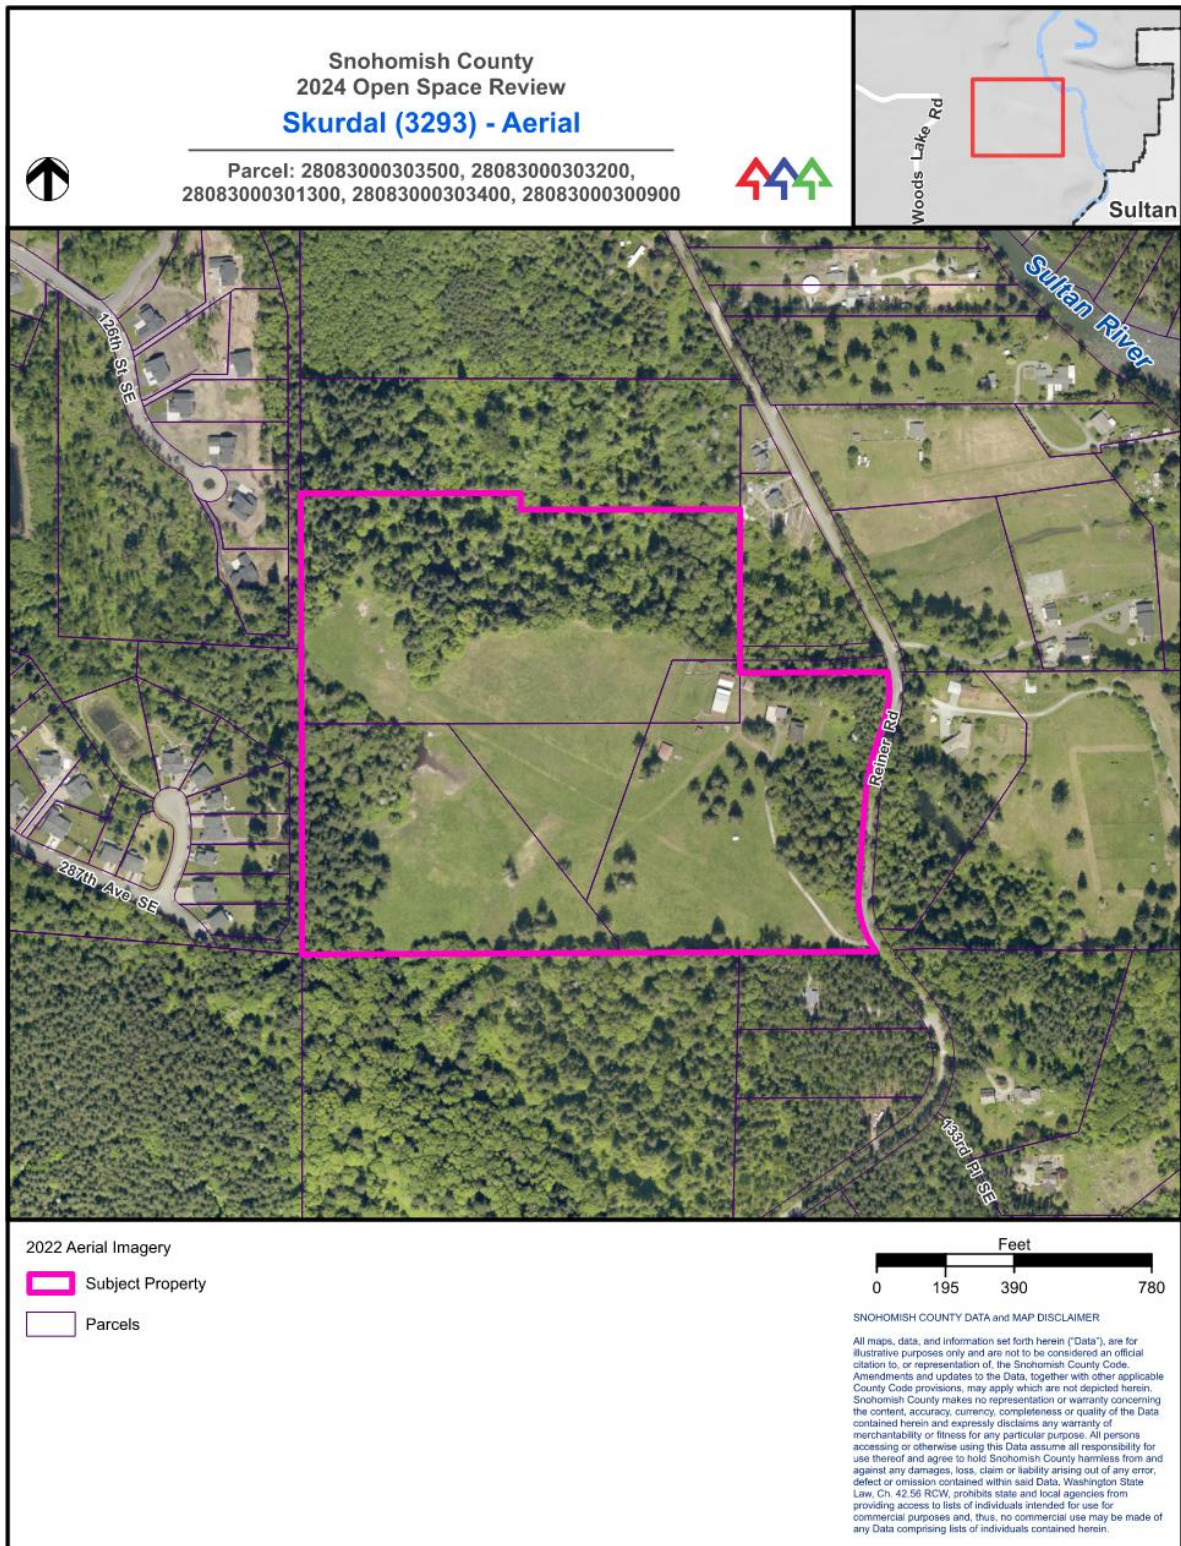 Snohomish County
2024 Open Space Review
Skurdal (3293) - Aerial
Parcel: 28083000303500, 28083000303200,
28083000301300, 28083000303400, 28083000300900
Woods Lake Rd
Sultan
126th St SE
Sultan River
Reiner Rd
287th Ave SE
133rd Pl SE
2022 Aerial Imagery
Subject Property
Parcels
Feet
0 195 390 780
SNOHOMISH COUNTY DATA and MAP DISCLAIMER
All maps, data, and information set forth herein ("Data"), are for
illustrative purposes only and are not to be considered an official
citation to, or representation of, the Snohomish County Code.
Amendments and updates to the Data, together with other applicable
County Code provisions, may apply which are not depicted herein.
Snohomish County makes no representation or warranty concerning
the content, accuracy, currency, completeness or quality of the Data
contained herein and expressly disclaims any warranty of
merchantability or fitness for any particular purpose. All persons
accessing or otherwise using this Data assume all responsibility for
use thereof and agree to hold Snohomish County harmless from and
against any damages, loss, claim or liability arising out of any error,
defect or omission contained within said Data. Washington State
Law, Ch. 42.56 RCW, prohibits state and local agencies from
providing access to lists of individuals intended for use for
commercial purposes and, thus, no commercial use may be made of
any Data comprising lists of individuals contained herein.